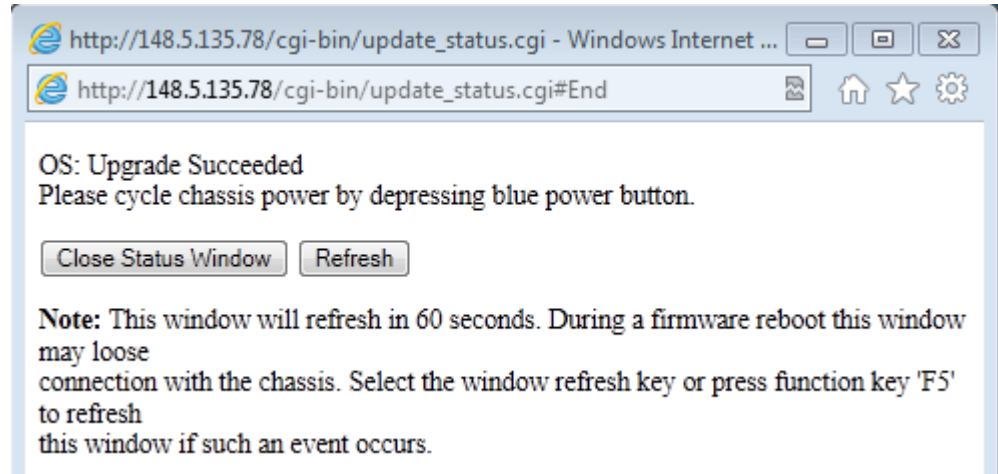 http://148.5.135.78/cgi-bin/update_status.cgi - Windows Internet ...
http://148.5.135.78/cgi-bin/update_status.cgi#End
OS: Upgrade Succeeded
Please cycle chassis power by depressing blue power button.
Close Status Window Refresh
Note: This window will refresh in 60 seconds. During a firmware reboot this window
may loose
connection with the chassis. Select the window refresh key or press function key 'F5'
to refresh
this window if such an event occurs.